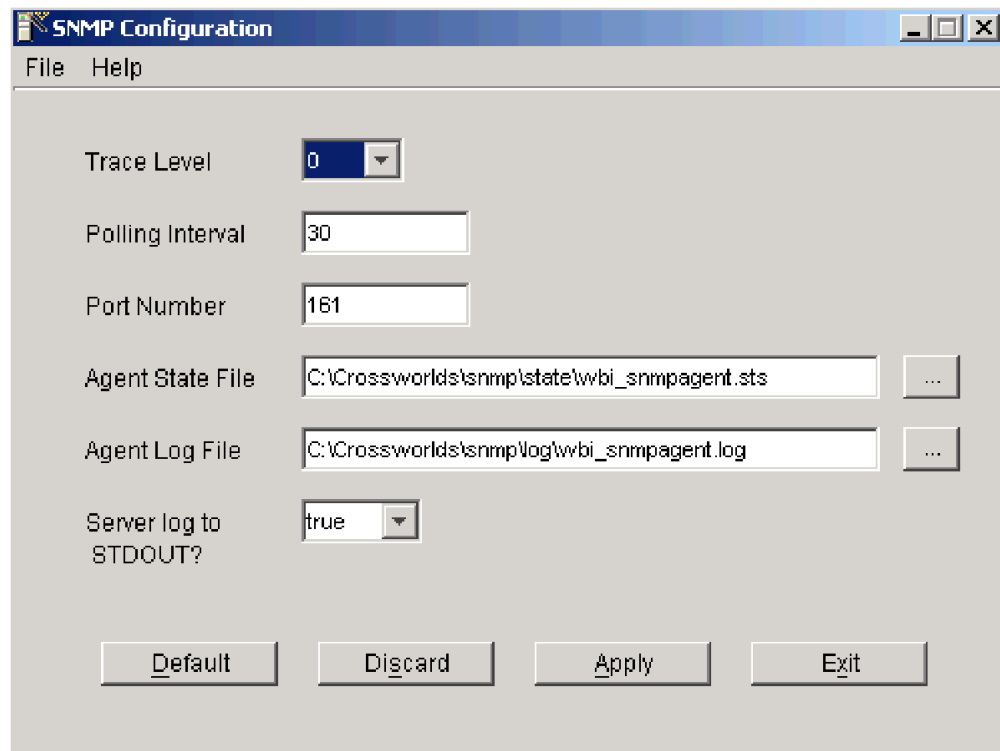 SNMP Configuration
File Help
Trace Level 0
Polling Interval 30
Port Number 161
Agent State File C:\Crossworlds\snmp\state\wbi_snmpagent.sts ...
Agent Log File C:\Crossworlds\snmp\log\wbi_snmpagent.log ...
Server log to true
STDOUT?
Default Discard Apply Exit